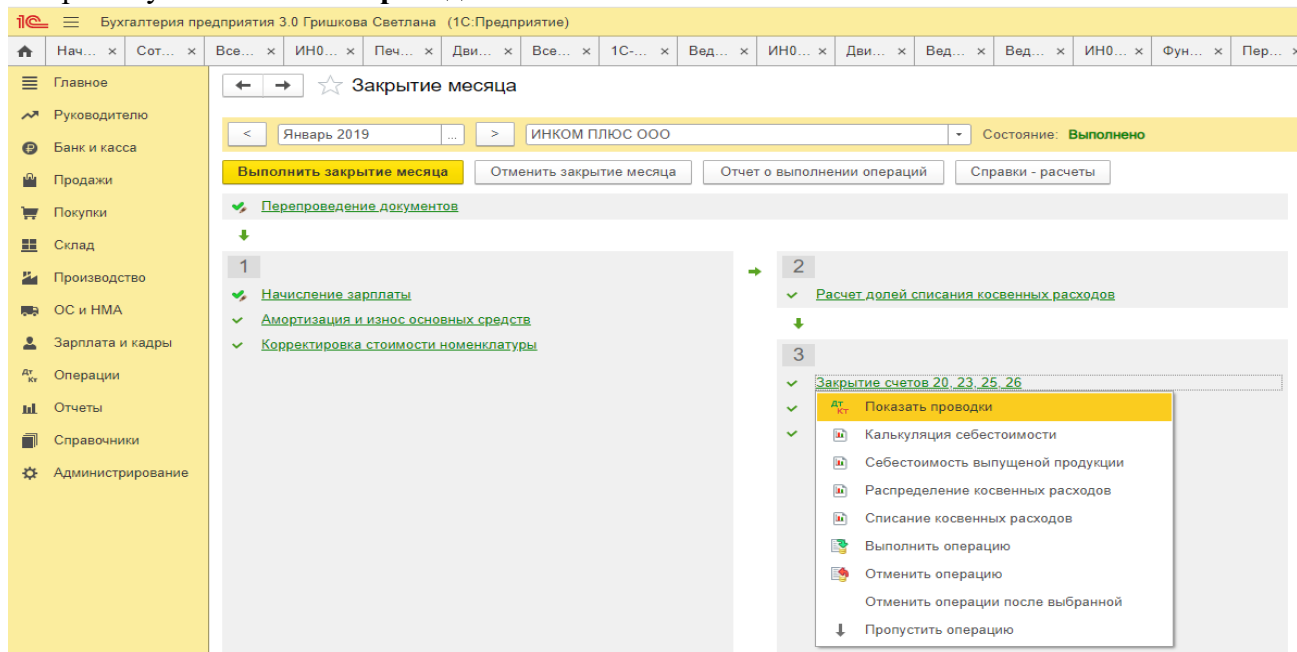 Бухгалтерия предприятия 3.0 Гришкова Светлана (1С:Предприятие)
Нач... × Сот... × Все... × ИН0... × Печ... × Дви... × Все... × 1С-... × Вед... × ИН0... × Дви... × Вед... × Вед... × ИН0... × Фун... × Пер... ×
Главное
Руководителю
Банк и касса
Продажи
Покупки
Склад
Производство
ОС и НМА
Зарплата и кадры
Операции
Отчеты
Справочники
Администрирование
Закрытие месяца
< Январь 2019 ... > ИНКОМ ПЛЮС ООО Состояние: Выполнено
Выполнить закрытие месяца Отменить закрытие месяца Отчет о выполнении операций Справки - расчеты
Перепроведение документов
1
Начисление зарплаты
Амортизация и износ основных средств
Корректировка стоимости номенклатуры
2
Расчет долей списания косвенных расходов
3
Закрытие счетов 20, 23, 25, 26
Дт Кт Показать проводки
Калькуляция себестоимости
Себестоимость выпущеной продукции
Распределение косвенных расходов
Списание косвенных расходов
Выполнить операцию
Отменить операцию
Отменить операции после выбранной
Пропустить операцию